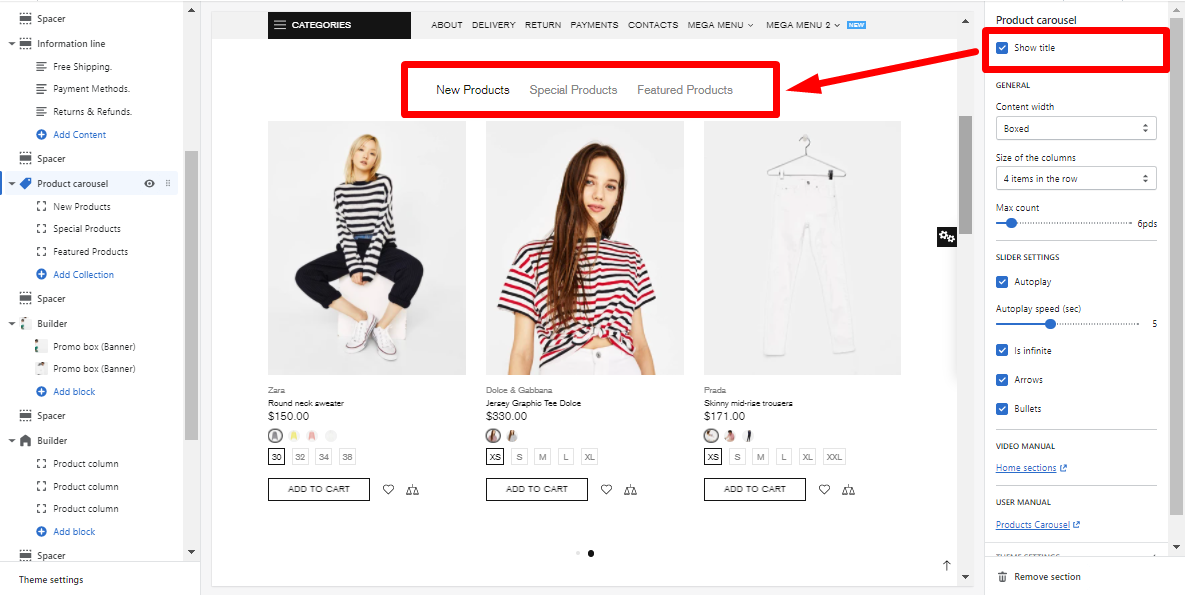 Spacer
Information line
Free Shipping.
Payment Methods.
Returns & Refunds.
Add Content
Spacer
Product carousel
New Products
Special Products
Featured Products
Add Collection
Spacer
Builder
Promo box (Banner)
Promo box (Banner)
Add block
Spacer
Builder
Product column
Product column
Product column
Add block
Spacer
Theme settings
CATEGORIES
ABOUT DELIVERY RETURN PAYMENTS CONTACTS MEGA MENU MEGA MENU 2 NEW
New Products Special Products Featured Products
Zara
Round neck sweater
$150.00
30 32 34 38
ADD TO CART
Dolce & Gabbana
Jersey Graphic Tee Dolce
$330.00
XS S M L XL
ADD TO CART
Prada
Skinny mid-rise trousers
$171.00
XS S M L XL XXL
ADD TO CART
Product carousel
Show title
GENERAL
Content width
Boxed
Size of the columns
4 items in the row
Max count
6pds
SLIDER SETTINGS
Autoplay
Autoplay speed (sec)
5
Is infinite
Arrows
Bullets
VIDEO MANUAL
Home sections
USER MANUAL
Products Carousel
THEME SETTINGS
Remove section